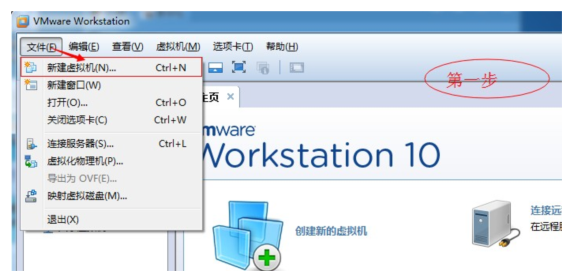 VMware Workstation
文件(F) 编辑(E) 查看(V) 虚拟机(M) 选项卡(T) 帮助(H)
新建虚拟机(N)... Ctrl+N
新建窗口(W)
打开(O)... Ctrl+O
关闭选项卡(C) Ctrl+W
连接服务器(S)... Ctrl+L
虚拟化物理机(P)...
导出为 OVF(E)...
映射虚拟磁盘(M)...
退出(X)
第一步
主页 ×
mware
Workstation 10
创建新的虚拟机
连接远
在远程服